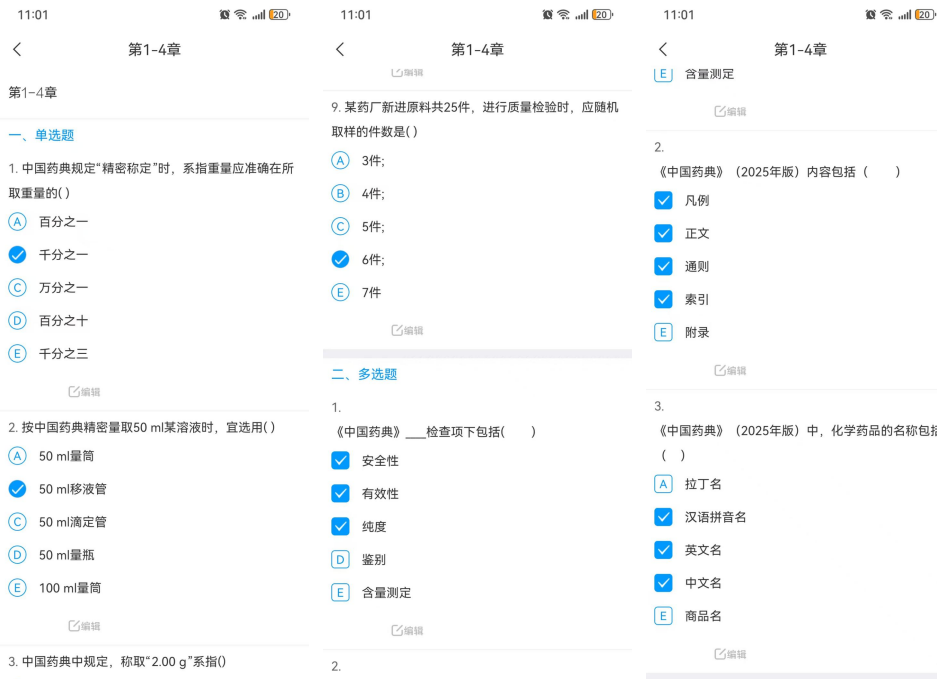 11:01
20
第1-4章
第1-4章
一、单选题
1. 中国药典规定“精密称定”时，系指重量应准确在所
取重量的( )
A 百分之一
千分之一
C 万分之一
D 百分之十
E 千分之三
编辑
2. 按中国药典精密量取50 ml某溶液时，宜选用( )
A 50 ml量筒
50 ml移液管
C 50 ml滴定管
D 50 ml量瓶
E 100 ml量筒
编辑
3. 中国药典中规定，称取“2.00 g”系指()
11:01
20
第1-4章
编辑
9. 某药厂新进原料共25件，进行质量检验时，应随机
取样的件数是( )
A 3件;
B 4件;
C 5件;
6件;
E 7件
编辑
二、多选题
1.
《中国药典》___检查项下包括( )
安全性
有效性
纯度
D 鉴别
E 含量测定
编辑
2.
11:01
20
第1-4章
E 含量测定
编辑
2.
《中国药典》（2025年版）内容包括（ ）
凡例
正文
通则
索引
E 附录
编辑
3.
《中国药典》（2025年版）中，化学药品的名称包括
（ ）
A 拉丁名
汉语拼音名
英文名
中文名
E 商品名
编辑